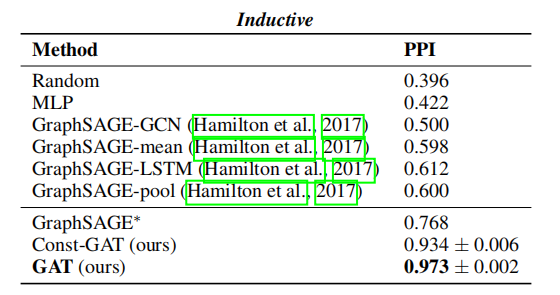 Inductive
Method PPI
Random 0.396
MLP 0.422
GraphSAGE-GCN (Hamilton et al., 2017) 0.500
GraphSAGE-mean (Hamilton et al., 2017) 0.598
GraphSAGE-LSTM (Hamilton et al., 2017) 0.612
GraphSAGE-pool (Hamilton et al., 2017) 0.600
GraphSAGE* 0.768
Const-GAT (ours) 0.934 ± 0.006
GAT (ours) 0.973 ± 0.002